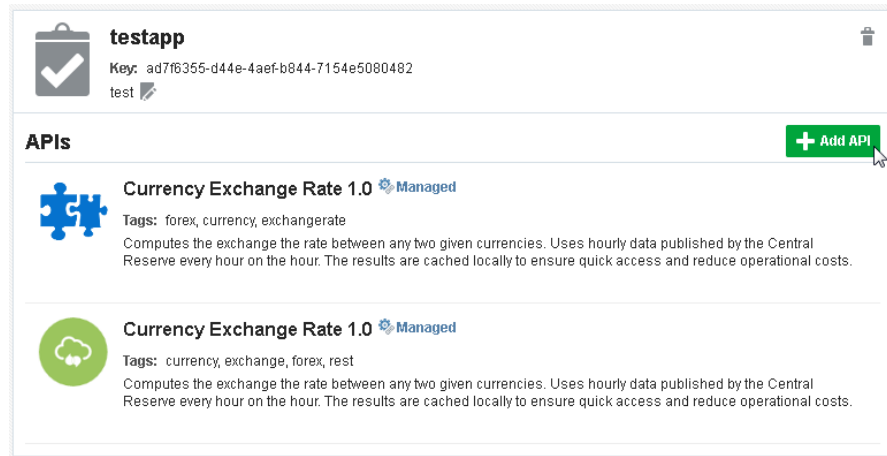 testapp
Key: ad7f6355-d44e-4aef-b844-7154e5080482
test
APIs
Add API
Currency Exchange Rate 1.0 Managed
Tags: forex, currency, exchangerate
Computes the exchange the rate between any two given currencies. Uses hourly data published by the Central
Reserve every hour on the hour. The results are cached locally to ensure quick access and reduce operational costs.
Currency Exchange Rate 1.0 Managed
Tags: currency, exchange, forex, rest
Computes the exchange the rate between any two given currencies. Uses hourly data published by the Central
Reserve every hour on the hour. The results are cached locally to ensure quick access and reduce operational costs.